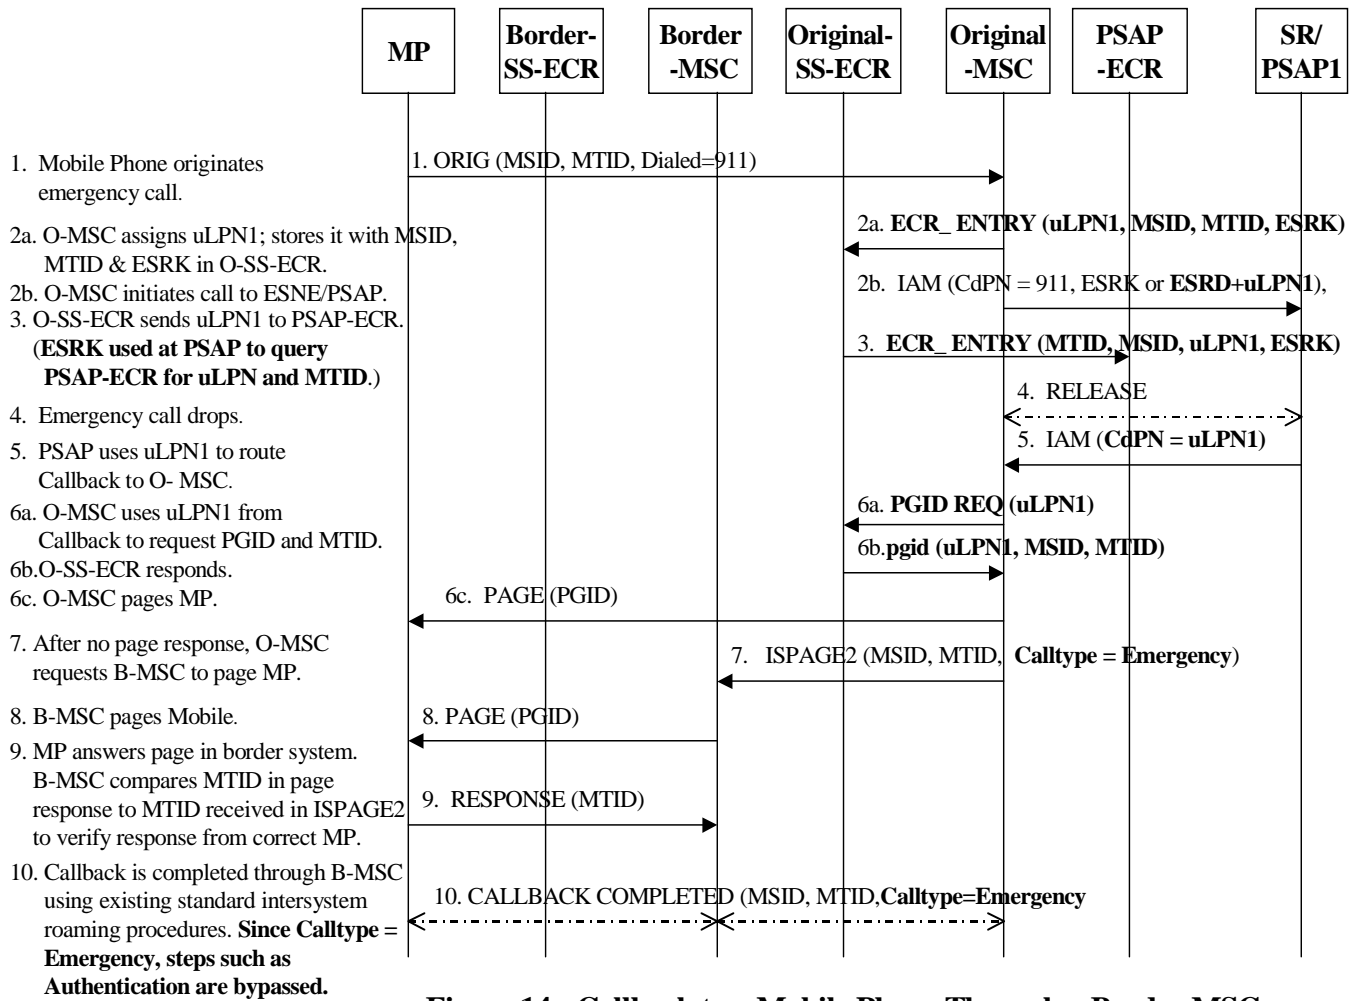 MP
Border-
SS-ECR
Border
-MSC
Original-
SS-ECR
Original
-MSC
PSAP
-ECR
SR/
PSAP1
1. Mobile Phone originates
emergency call.
1. ORIG (MSID, MTID, Dialed=911)
2a. O-MSC assigns uLPN1; stores it with MSID,
MTID & ESRK in O-SS-ECR.
2a. ECR_ ENTRY (uLPN1, MSID, MTID, ESRK)
2b. O-MSC initiates call to ESNE/PSAP.
2b. IAM (CdPN = 911, ESRK or ESRD+uLPN1),
3. O-SS-ECR sends uLPN1 to PSAP-ECR.
(ESRK used at PSAP to query
PSAP-ECR for uLPN and MTID.)
3. ECR_ ENTRY (MTID, MSID, uLPN1, ESRK)
4. Emergency call drops.
4. RELEASE
5. PSAP uses uLPN1 to route
Callback to O- MSC.
5. IAM (CdPN = uLPN1)
6a. O-MSC uses uLPN1 from
Callback to request PGID and MTID.
6a. PGID REQ (uLPN1)
6b.O-SS-ECR responds.
6b.pgid (uLPN1, MSID, MTID)
6c. O-MSC pages MP.
6c. PAGE (PGID)
7. After no page response, O-MSC
requests B-MSC to page MP.
7. ISPAGE2 (MSID, MTID, Calltype = Emergency)
8. B-MSC pages Mobile.
8. PAGE (PGID)
9. MP answers page in border system.
B-MSC compares MTID in page
response to MTID received in ISPAGE2
to verify response from correct MP.
9. RESPONSE (MTID)
10. Callback is completed through B-MSC
using existing standard intersystem
roaming procedures. Since Calltype =
Emergency, steps such as
Authentication are bypassed.
10. CALLBACK COMPLETED (MSID, MTID,Calltype=Emergency